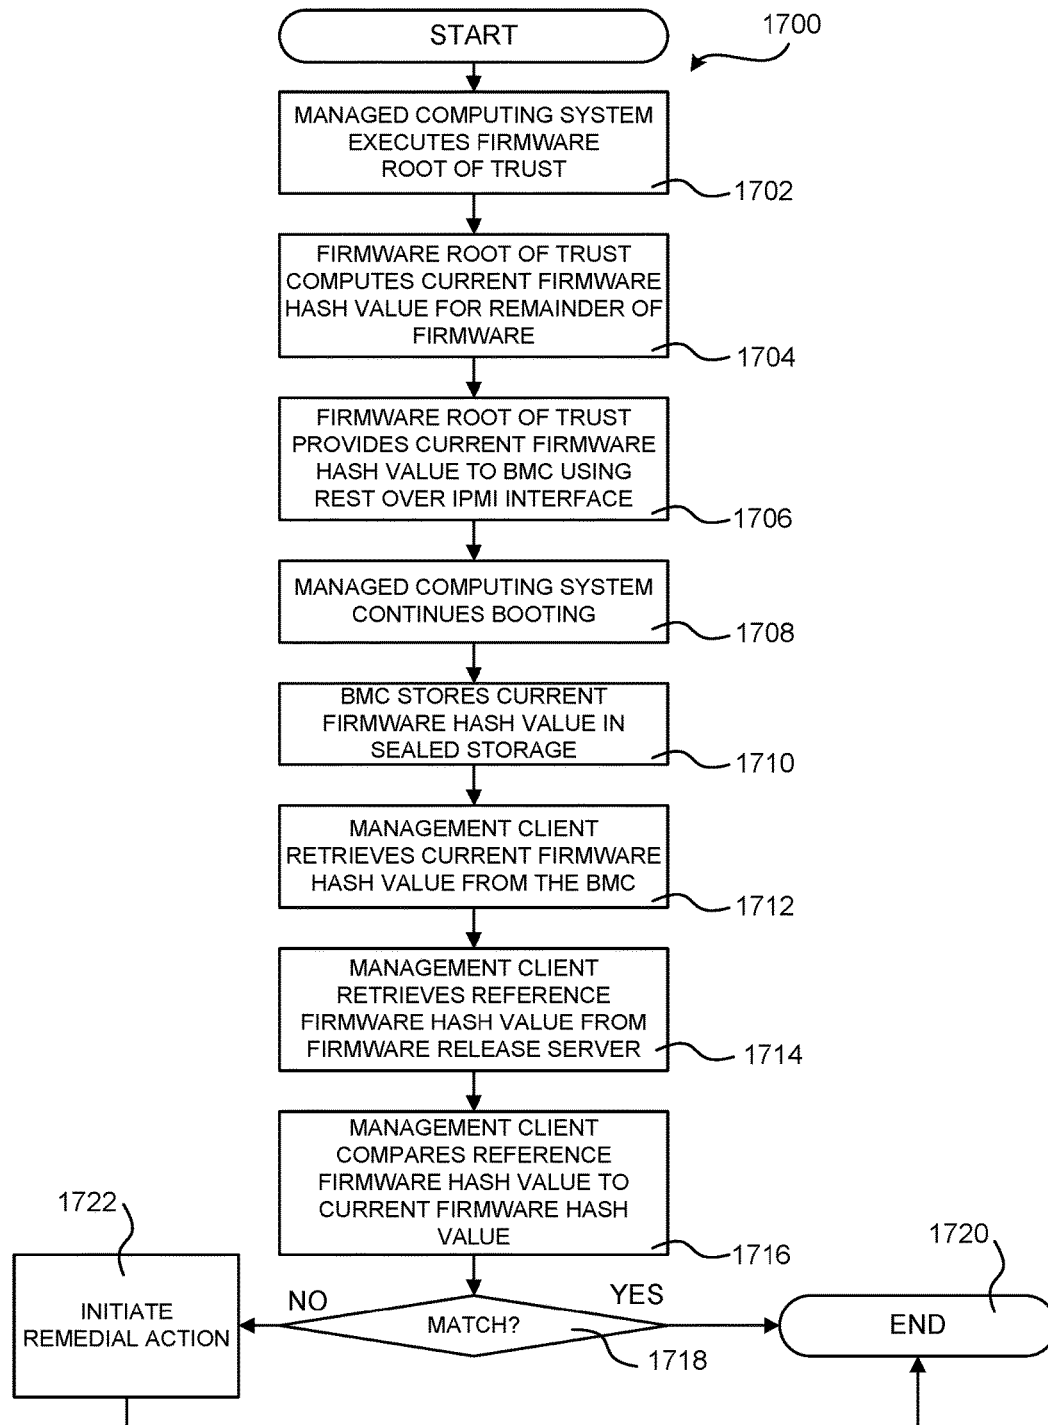 START
1700
MANAGED COMPUTING SYSTEM
EXECUTES FIRMWARE
ROOT OF TRUST
1702
FIRMWARE ROOT OF TRUST
COMPUTES CURRENT FIRMWARE
HASH VALUE FOR REMAINDER OF
FIRMWARE
1704
FIRMWARE ROOT OF TRUST
PROVIDES CURRENT FIRMWARE
HASH VALUE TO BMC USING
REST OVER IPMI INTERFACE
1706
MANAGED COMPUTING SYSTEM
CONTINUES BOOTING
1708
BMC STORES CURRENT
FIRMWARE HASH VALUE IN
SEALED STORAGE
1710
MANAGEMENT CLIENT
RETRIEVES CURRENT FIRMWARE
HASH VALUE FROM THE BMC
1712
MANAGEMENT CLIENT
RETRIEVES REFERENCE
FIRMWARE HASH VALUE FROM
FIRMWARE RELEASE SERVER
1714
MANAGEMENT CLIENT
COMPARES REFERENCE
FIRMWARE HASH VALUE TO
CURRENT FIRMWARE HASH
VALUE
1716
1722
1720
NO
YES
INITIATE
REMEDIAL ACTION
MATCH?
END
1718